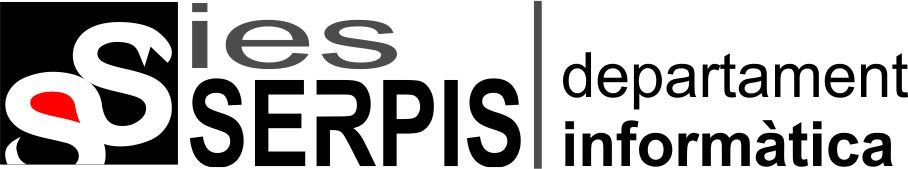 ies
SERPIS
departament
informàtica